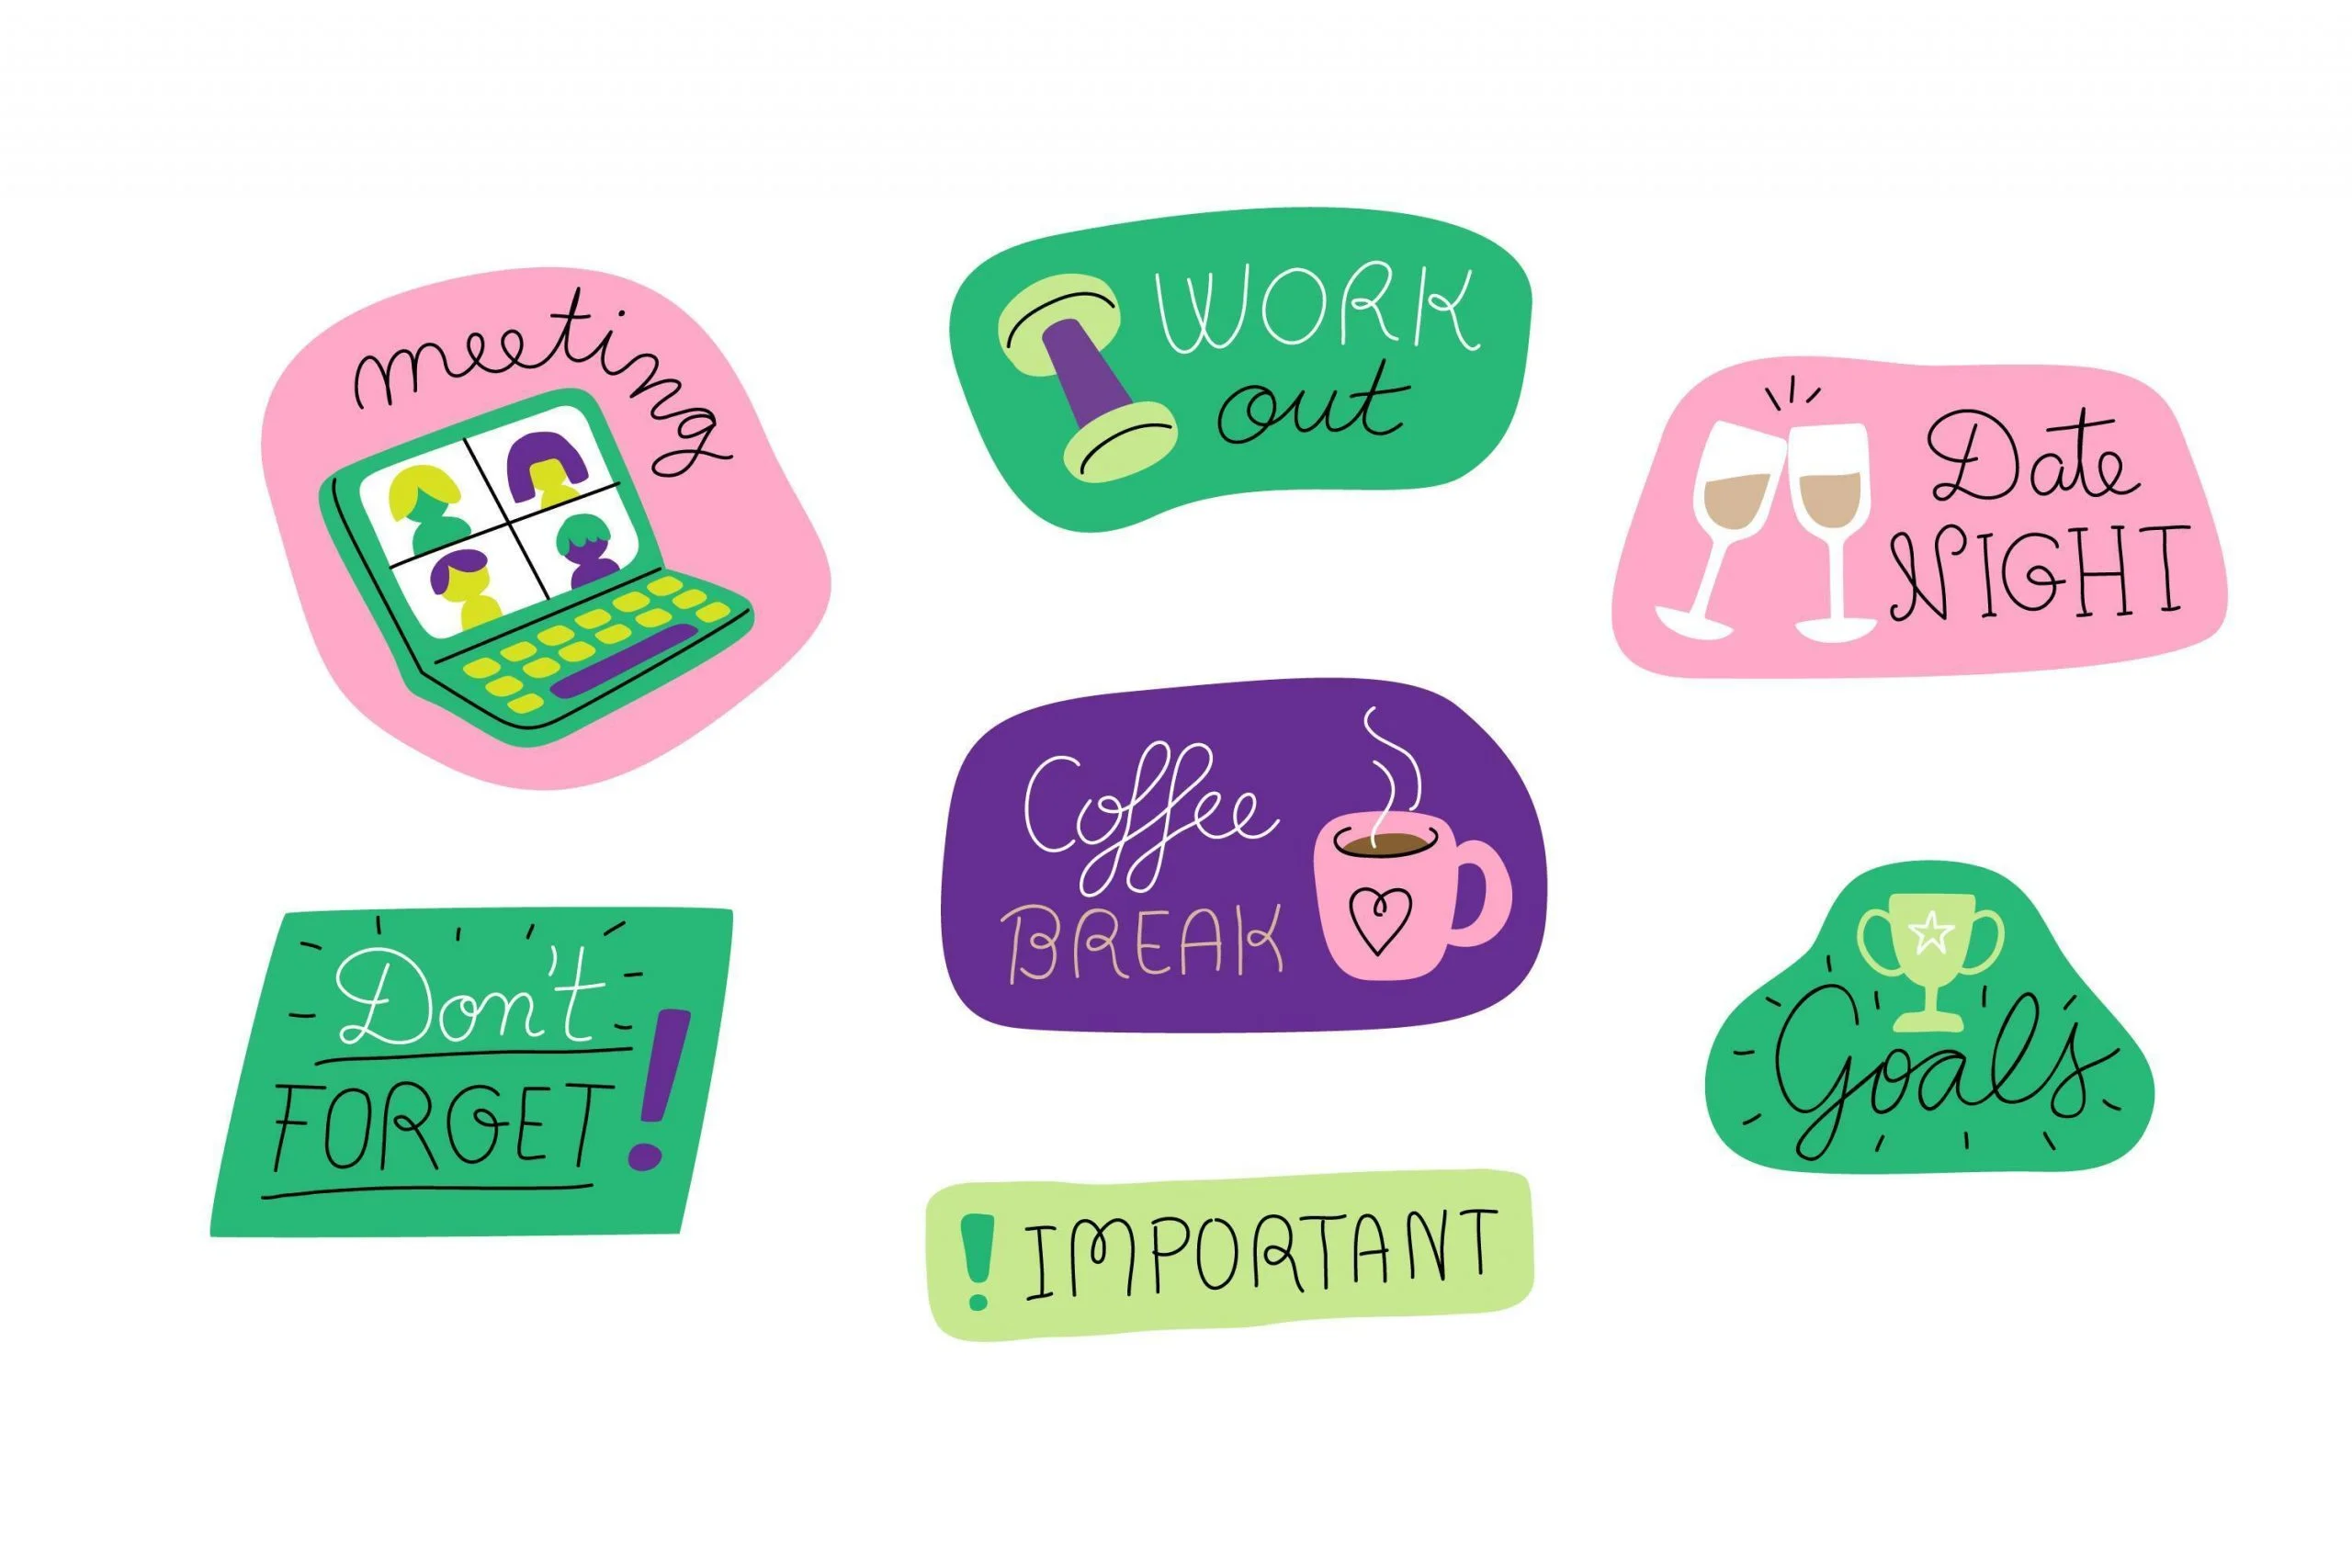 meeting
WORK
out
Date
NIGHT
Coffee
BREAK
Don't
FORGET!
Goals
! IMPORTANT